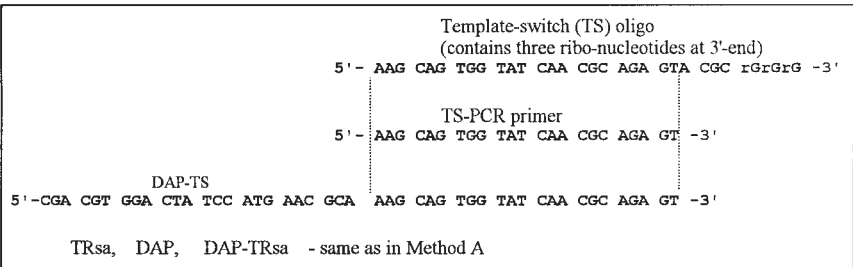 Template-switch (TS) oligo
(contains three ribo-nucleotides at 3'-end)
5'- AAG CAG TGG TAT CAA CGC AGA GTA CGC rGrGrG -3'
TS-PCR primer
5'- AAG CAG TGG TAT CAA CGC AGA GT -3'
DAP-TS
5'-CGA CGT GGA CTA TCC ATG AAC GCA AAG CAG TGG TAT CAA CGC AGA GT -3'
TRsa, DAP, DAP-TRsa - same as in Method A